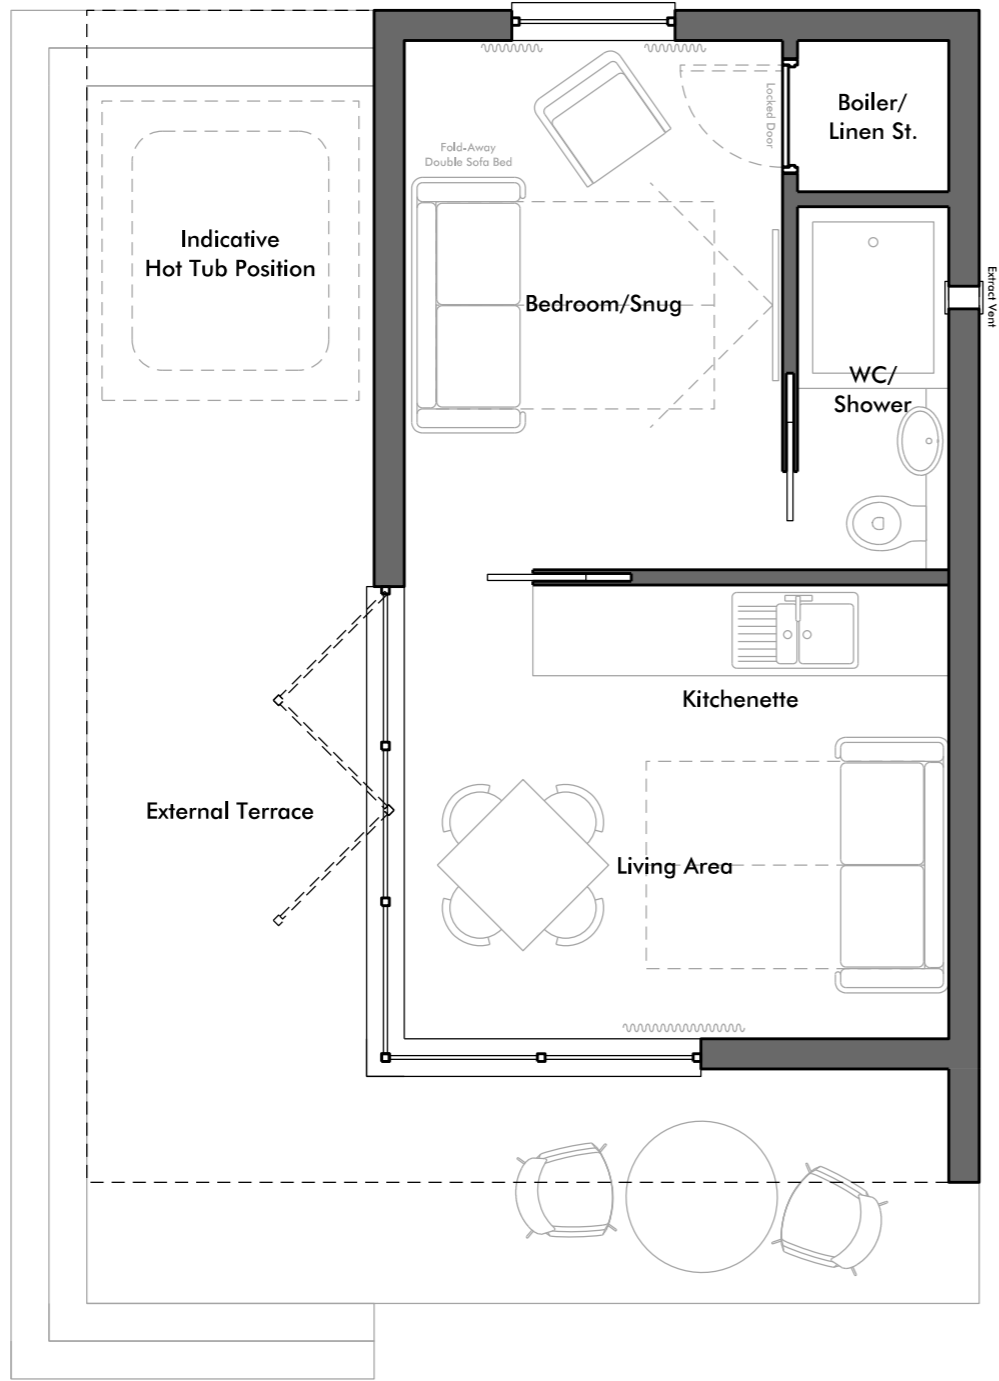 Boiler/
Linen St.
Locked Door
Fold-Away
Double Sofa Bed
Indicative
Hot Tub Position
Bedroom/Snug
Extract Vent
WC/
Shower
Kitchenette
External Terrace
Living Area